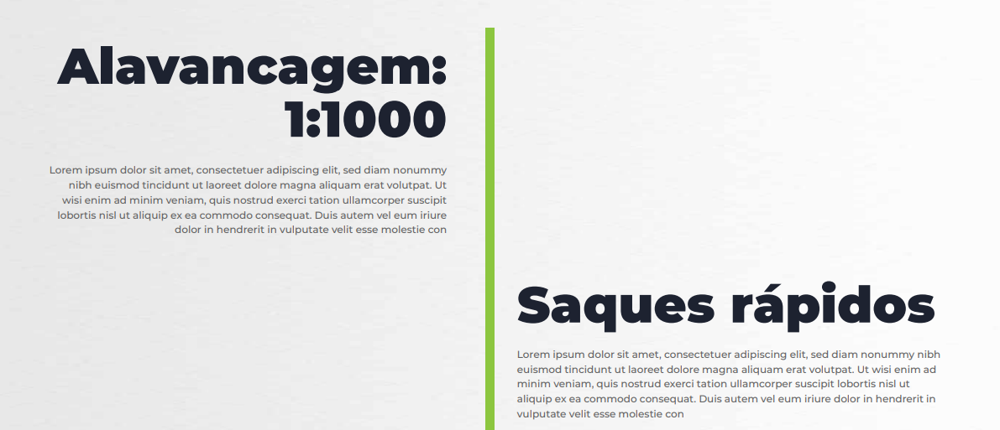 Alavancagem:
1:1000
Lorem ipsum dolor sit amet, consectetuer adipiscing elit, sed diam nonummy
nibh euismod tincidunt ut laoreet dolore magna aliquam erat volutpat. Ut
wisi enim ad minim veniam, quis nostrud exerci tation ullamcorper suscipit
lobortis nisl ut aliquip ex ea commodo consequat. Duis autem vel eum iriure
dolor in hendrerit in vulputate velit esse molestie con
Saques rápidos
Lorem ipsum dolor sit amet, consectetuer adipiscing elit, sed diam nonummy nibh
euismod tincidunt ut laoreet dolore magna aliquam erat volutpat. Ut wisi enim ad
minim veniam, quis nostrud exerci tation ullamcorper suscipit lobortis nisl ut
aliquip ex ea commodo consequat. Duis autem vel eum iriure dolor in hendrerit in
vulputate velit esse molestie con